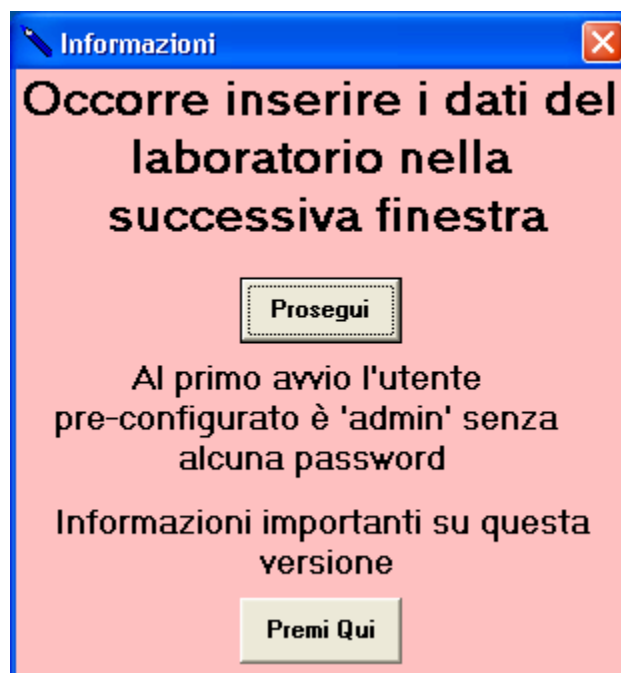 Informazioni
Occorre inserire i dati del
laboratorio nella
successiva finestra
Prosegui
Al primo avvio l'utente
pre-configurato è 'admin' senza
alcuna password
Informazioni importanti su questa
versione
Premi Qui